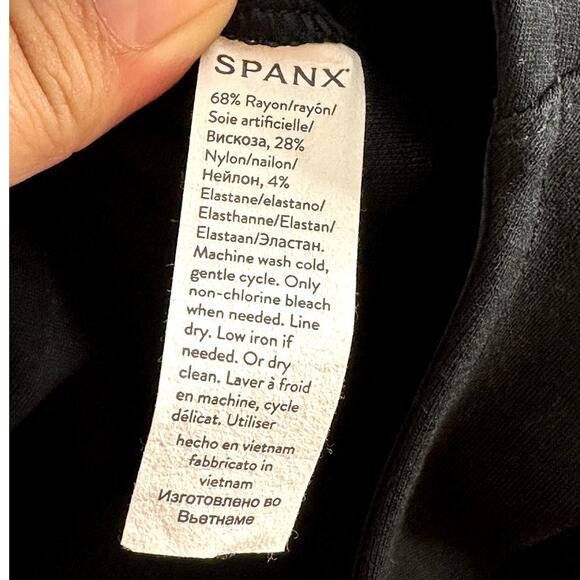 SPANX®
68% Rayon/rayón/
Soie artificielle/
Вискоза, 28%
Nylon/nailon/
Нейлон, 4%
Elastane/elastano/
Elasthanne/Elastan/
Elastaan/Эластан.
Machine wash cold,
gentle cycle. Only
non-chlorine bleach
when needed. Line
dry. Low iron if
needed. Or dry
clean. Laver à froid
en machine, cycle
délicat. Utiliser
hecho en vietnam
fabbricato in
vietnam
Изготовлено во
Вьетнаме